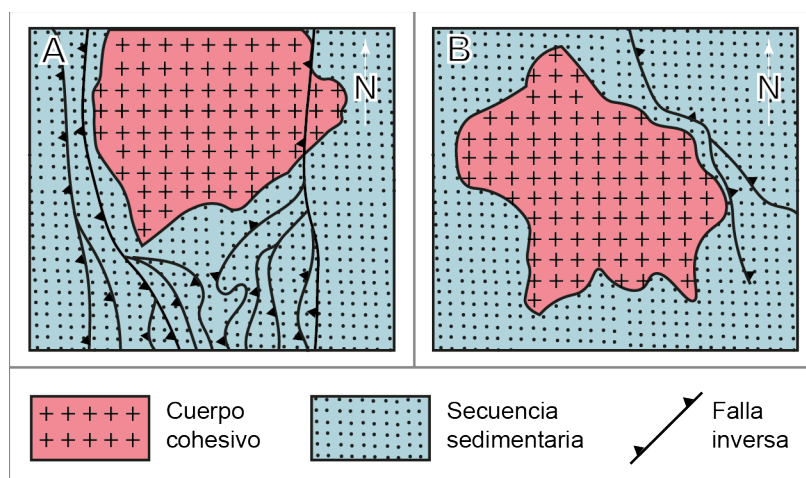 A
N
B
N
Cuerpo
cohesivo
Secuencia
sedimentaria
Falla
inversa